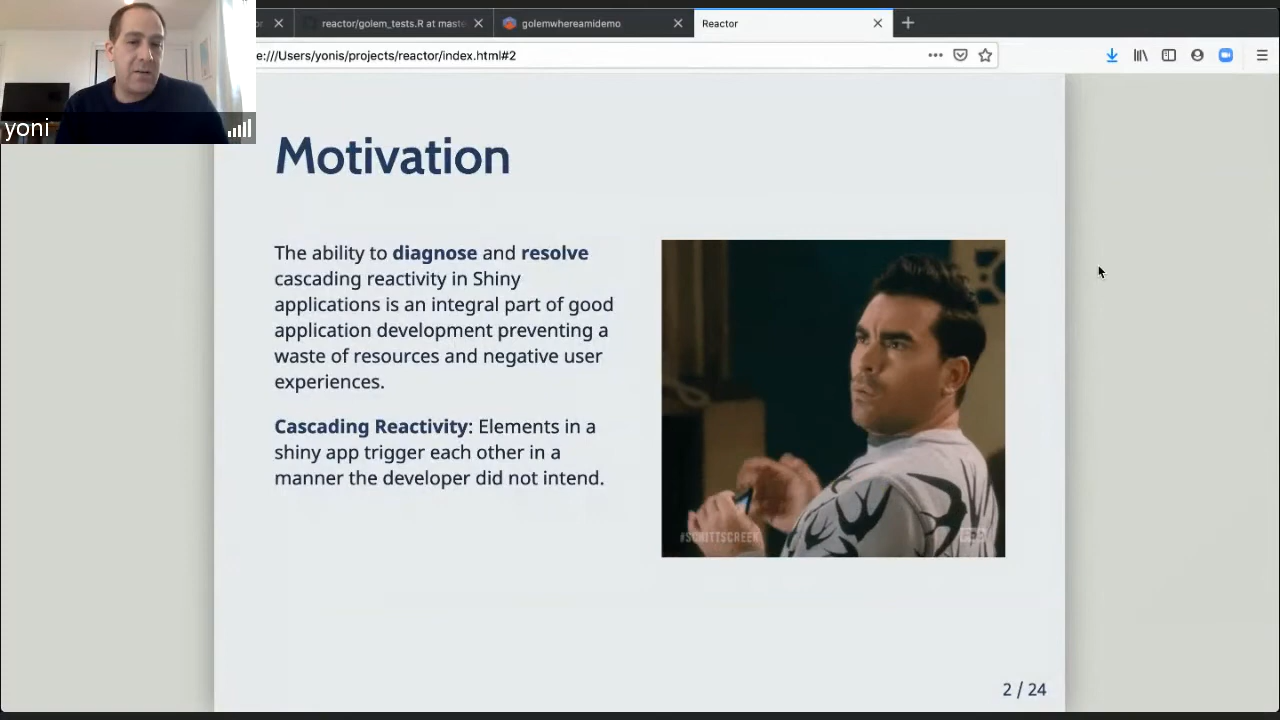 reactor/golem_tests.R at maste
golemwhereamidemo
Reactor
e:///Users/yonis/projects/reactor/index.html#2
yoni
Motivation
The ability to diagnose and resolve
cascading reactivity in Shiny
applications is an integral part of good
application development preventing a
waste of resources and negative user
experiences.
Cascading Reactivity: Elements in a
shiny app trigger each other in a
manner the developer did not intend.
#SCHITTSCREEK
2 / 24